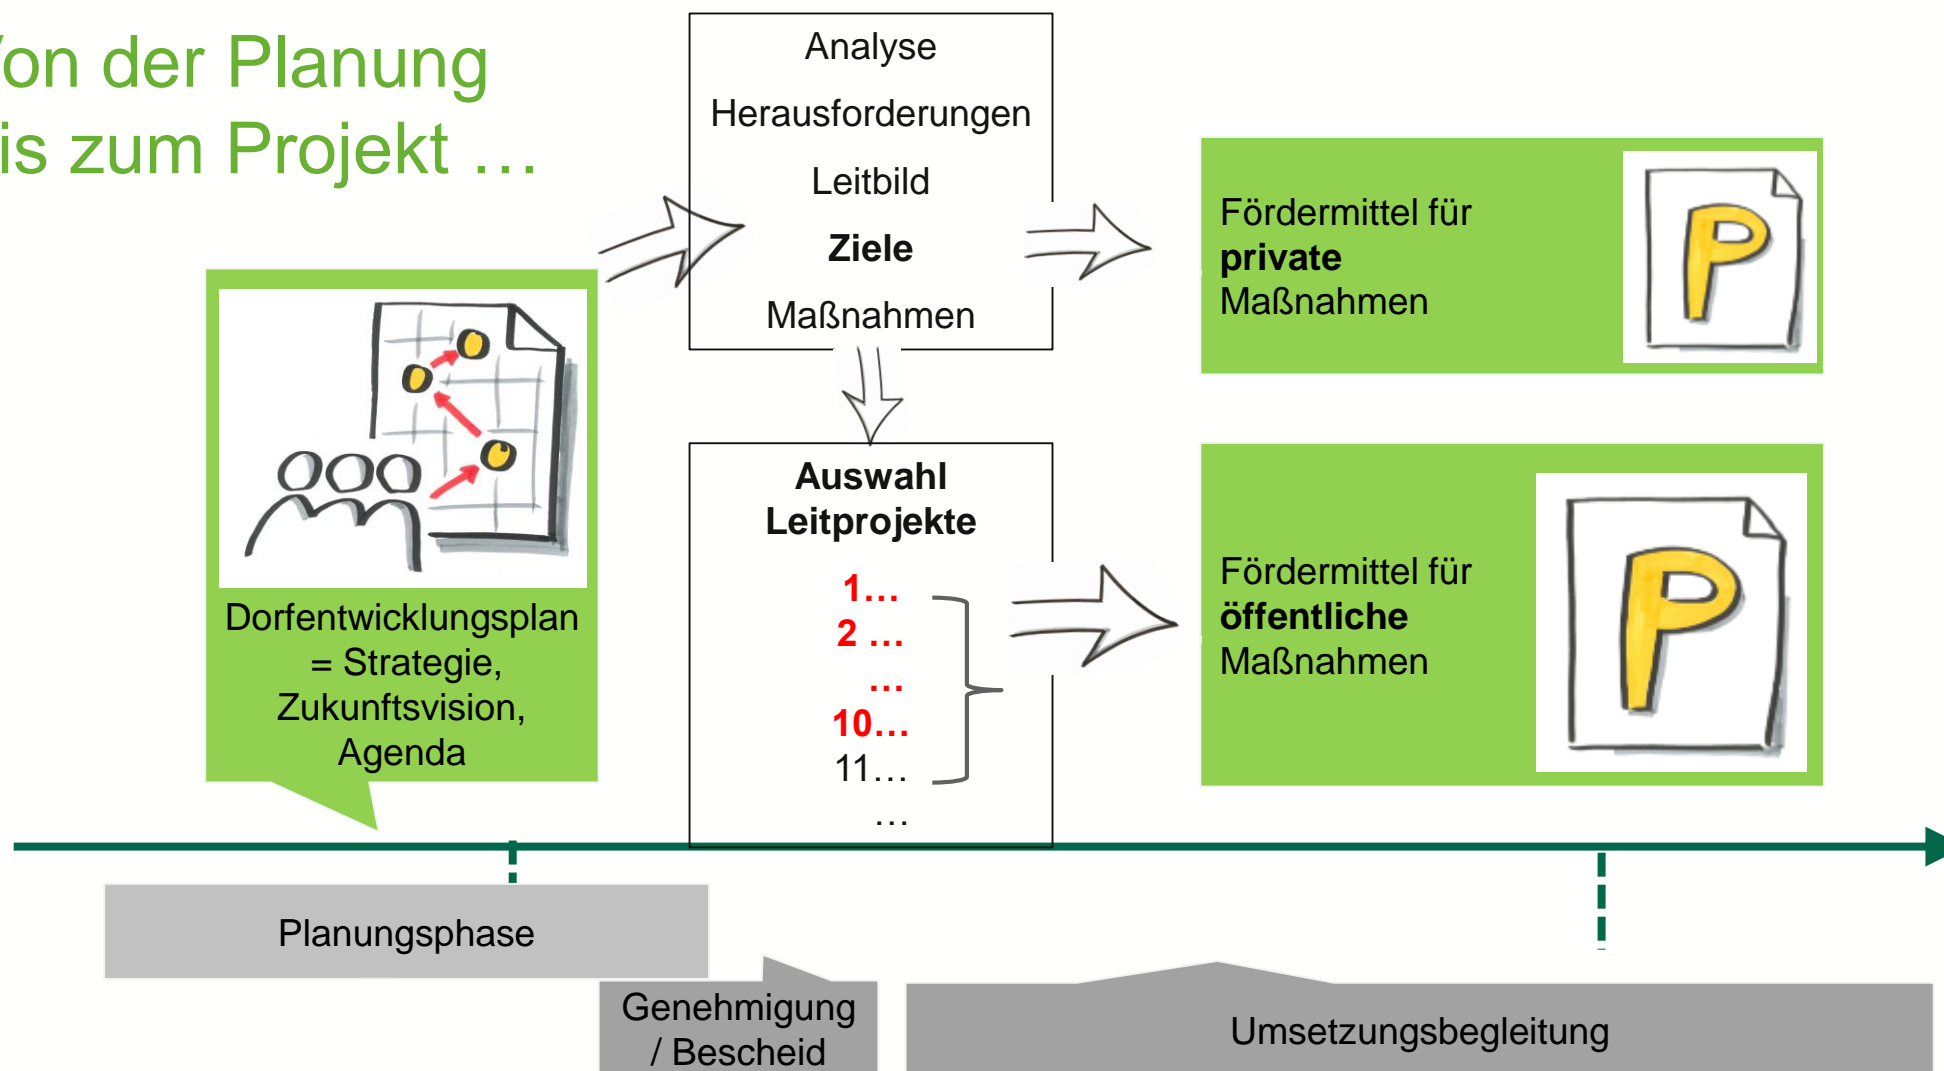 Von der Planung
is zum Projekt …
Analyse
Herausforderungen
Leitbild
Ziele
Maßnahmen
Fördermittel für
private
Maßnahmen
P
Dorfentwicklungsplan
= Strategie,
Zukunftsvision,
Agenda
Auswahl
Leitprojekte
1…
2 …
…
10…
11…
…
Fördermittel für
öffentliche
Maßnahmen
P
Planungsphase
Genehmigung
/ Bescheid
Umsetzungsbegleitung